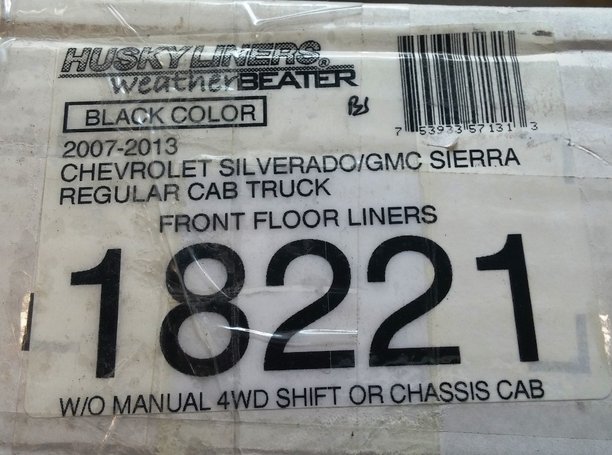 HUSKY LINERS®
weatherBEATER
BLACK COLOR
7 53933 57131 3
2007-2013
CHEVROLET SILVERADO/GMC SIERRA
REGULAR CAB TRUCK
FRONT FLOOR LINERS
18221
W/O MANUAL 4WD SHIFT OR CHASSIS CAB